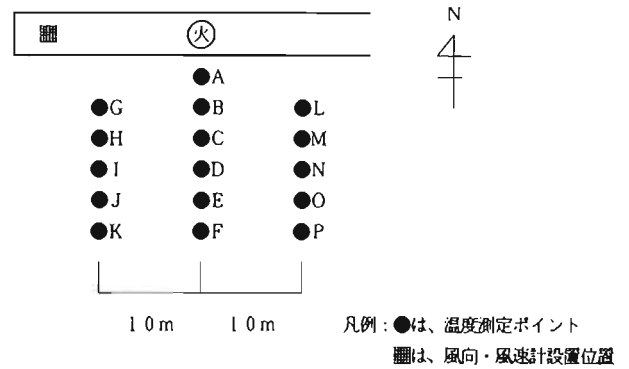 N
火
●A
●G ●B ●L
●H ●C ●M
●I ●D ●N
●J ●E ●O
●K ●F ●P
10m 10m
凡例：●は、温度測定ポイント
▦は、風向・風速計設置位置